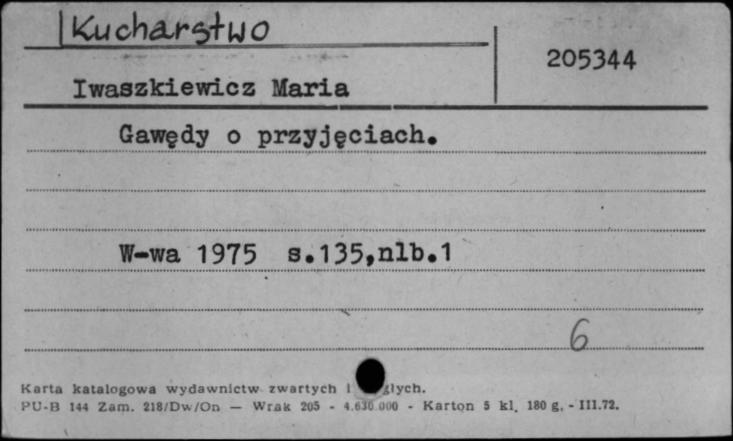 Kucharstwo
205344
Iwaszkiewicz Maria
Gawędy o przyjęciach.
W-wa 1975 s.135,nlb.1
6
Karta katalogowa wydawnictw zwartych i głych.
PU-B 144 Zam. 218/Dw/On — Wrak 205 - 4.630.000 - Karton 5 kl. 180 g. - III.72.